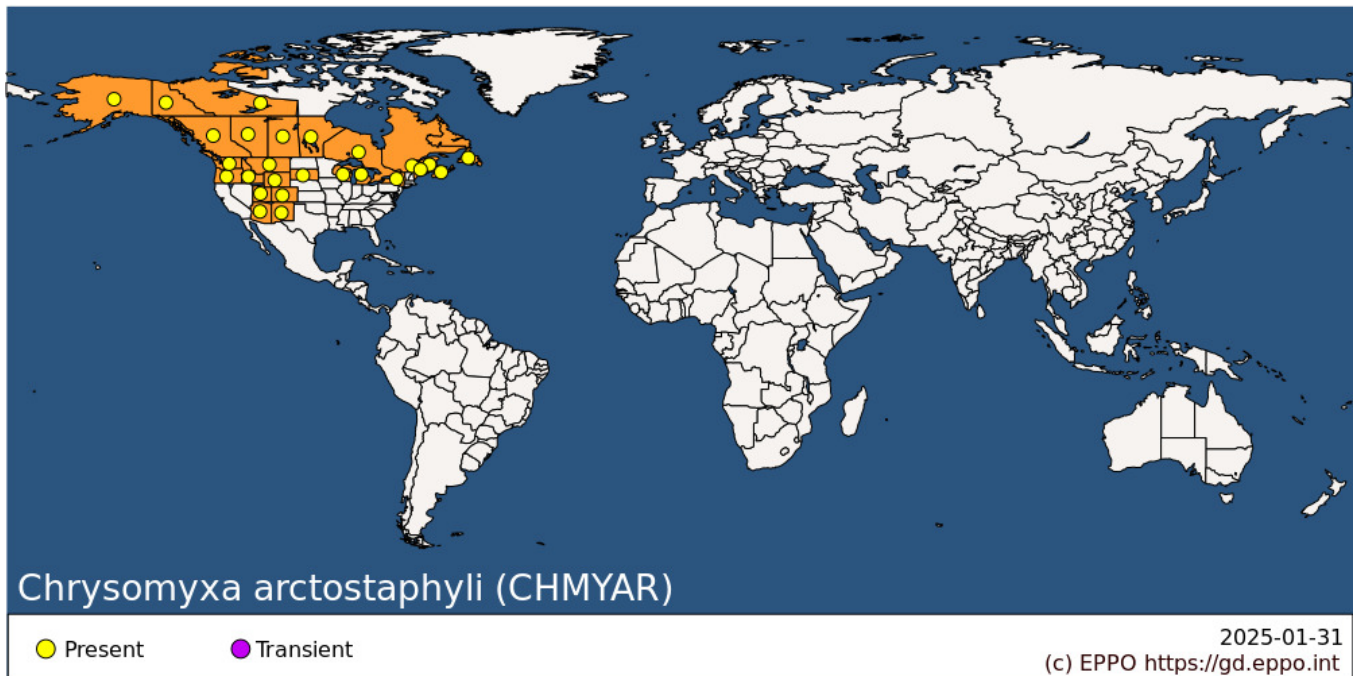 Chrysomyxa arctostaphyli (CHMYAR)
Present
Transient
2025-01-31
(c) EPPO https://gd.eppo.int